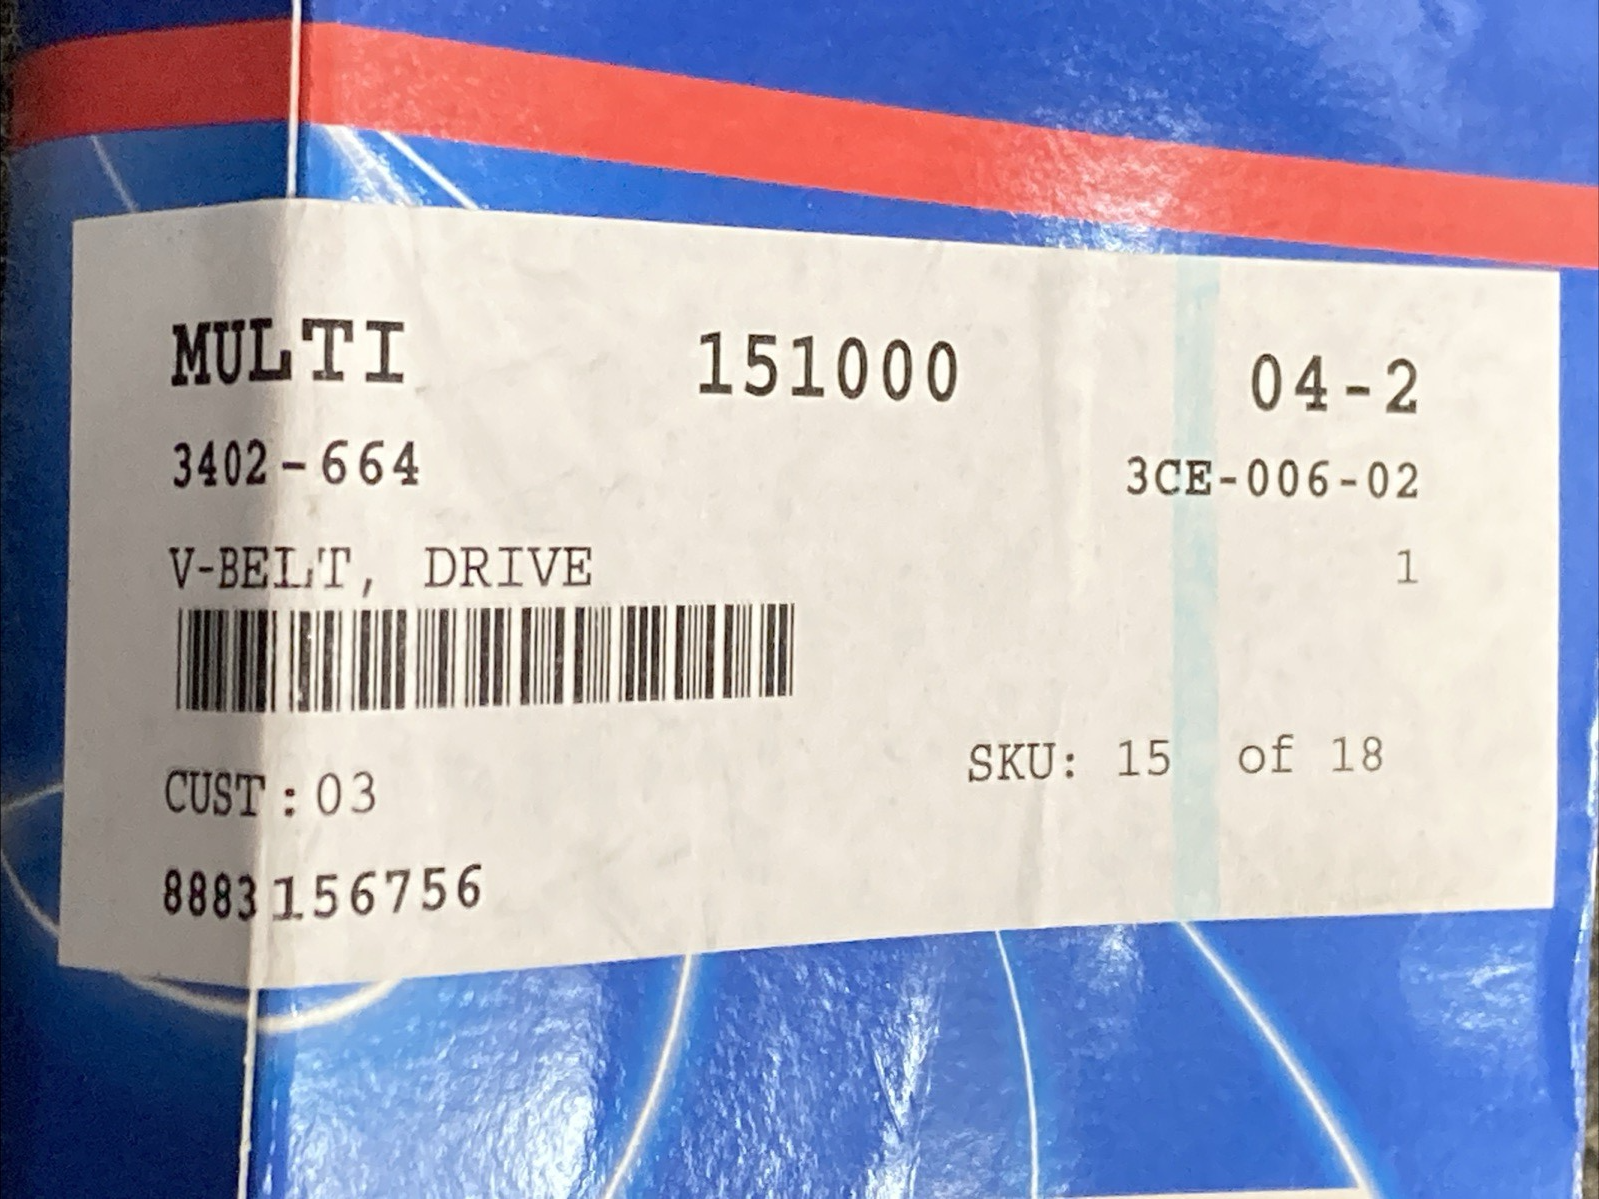 MULTI 151000 04-2
3402-664 3CE-006-02
V-BELT, DRIVE 1
SKU: 15 of 18
CUST:03
8883156756